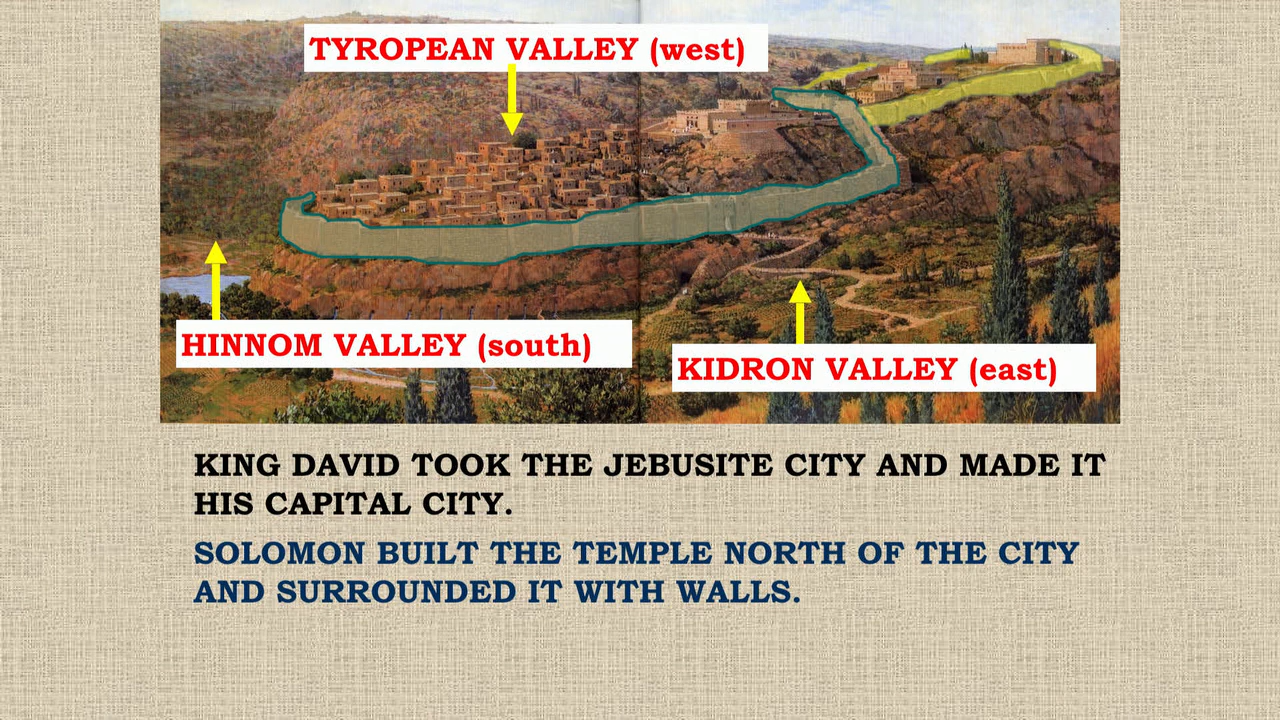 TYROPEAN VALLEY (west)
HINNOM VALLEY (south)
KIDRON VALLEY (east)
KING DAVID TOOK THE JEBUSITE CITY AND MADE IT
HIS CAPITAL CITY.
SOLOMON BUILT THE TEMPLE NORTH OF THE CITY
AND SURROUNDED IT WITH WALLS.